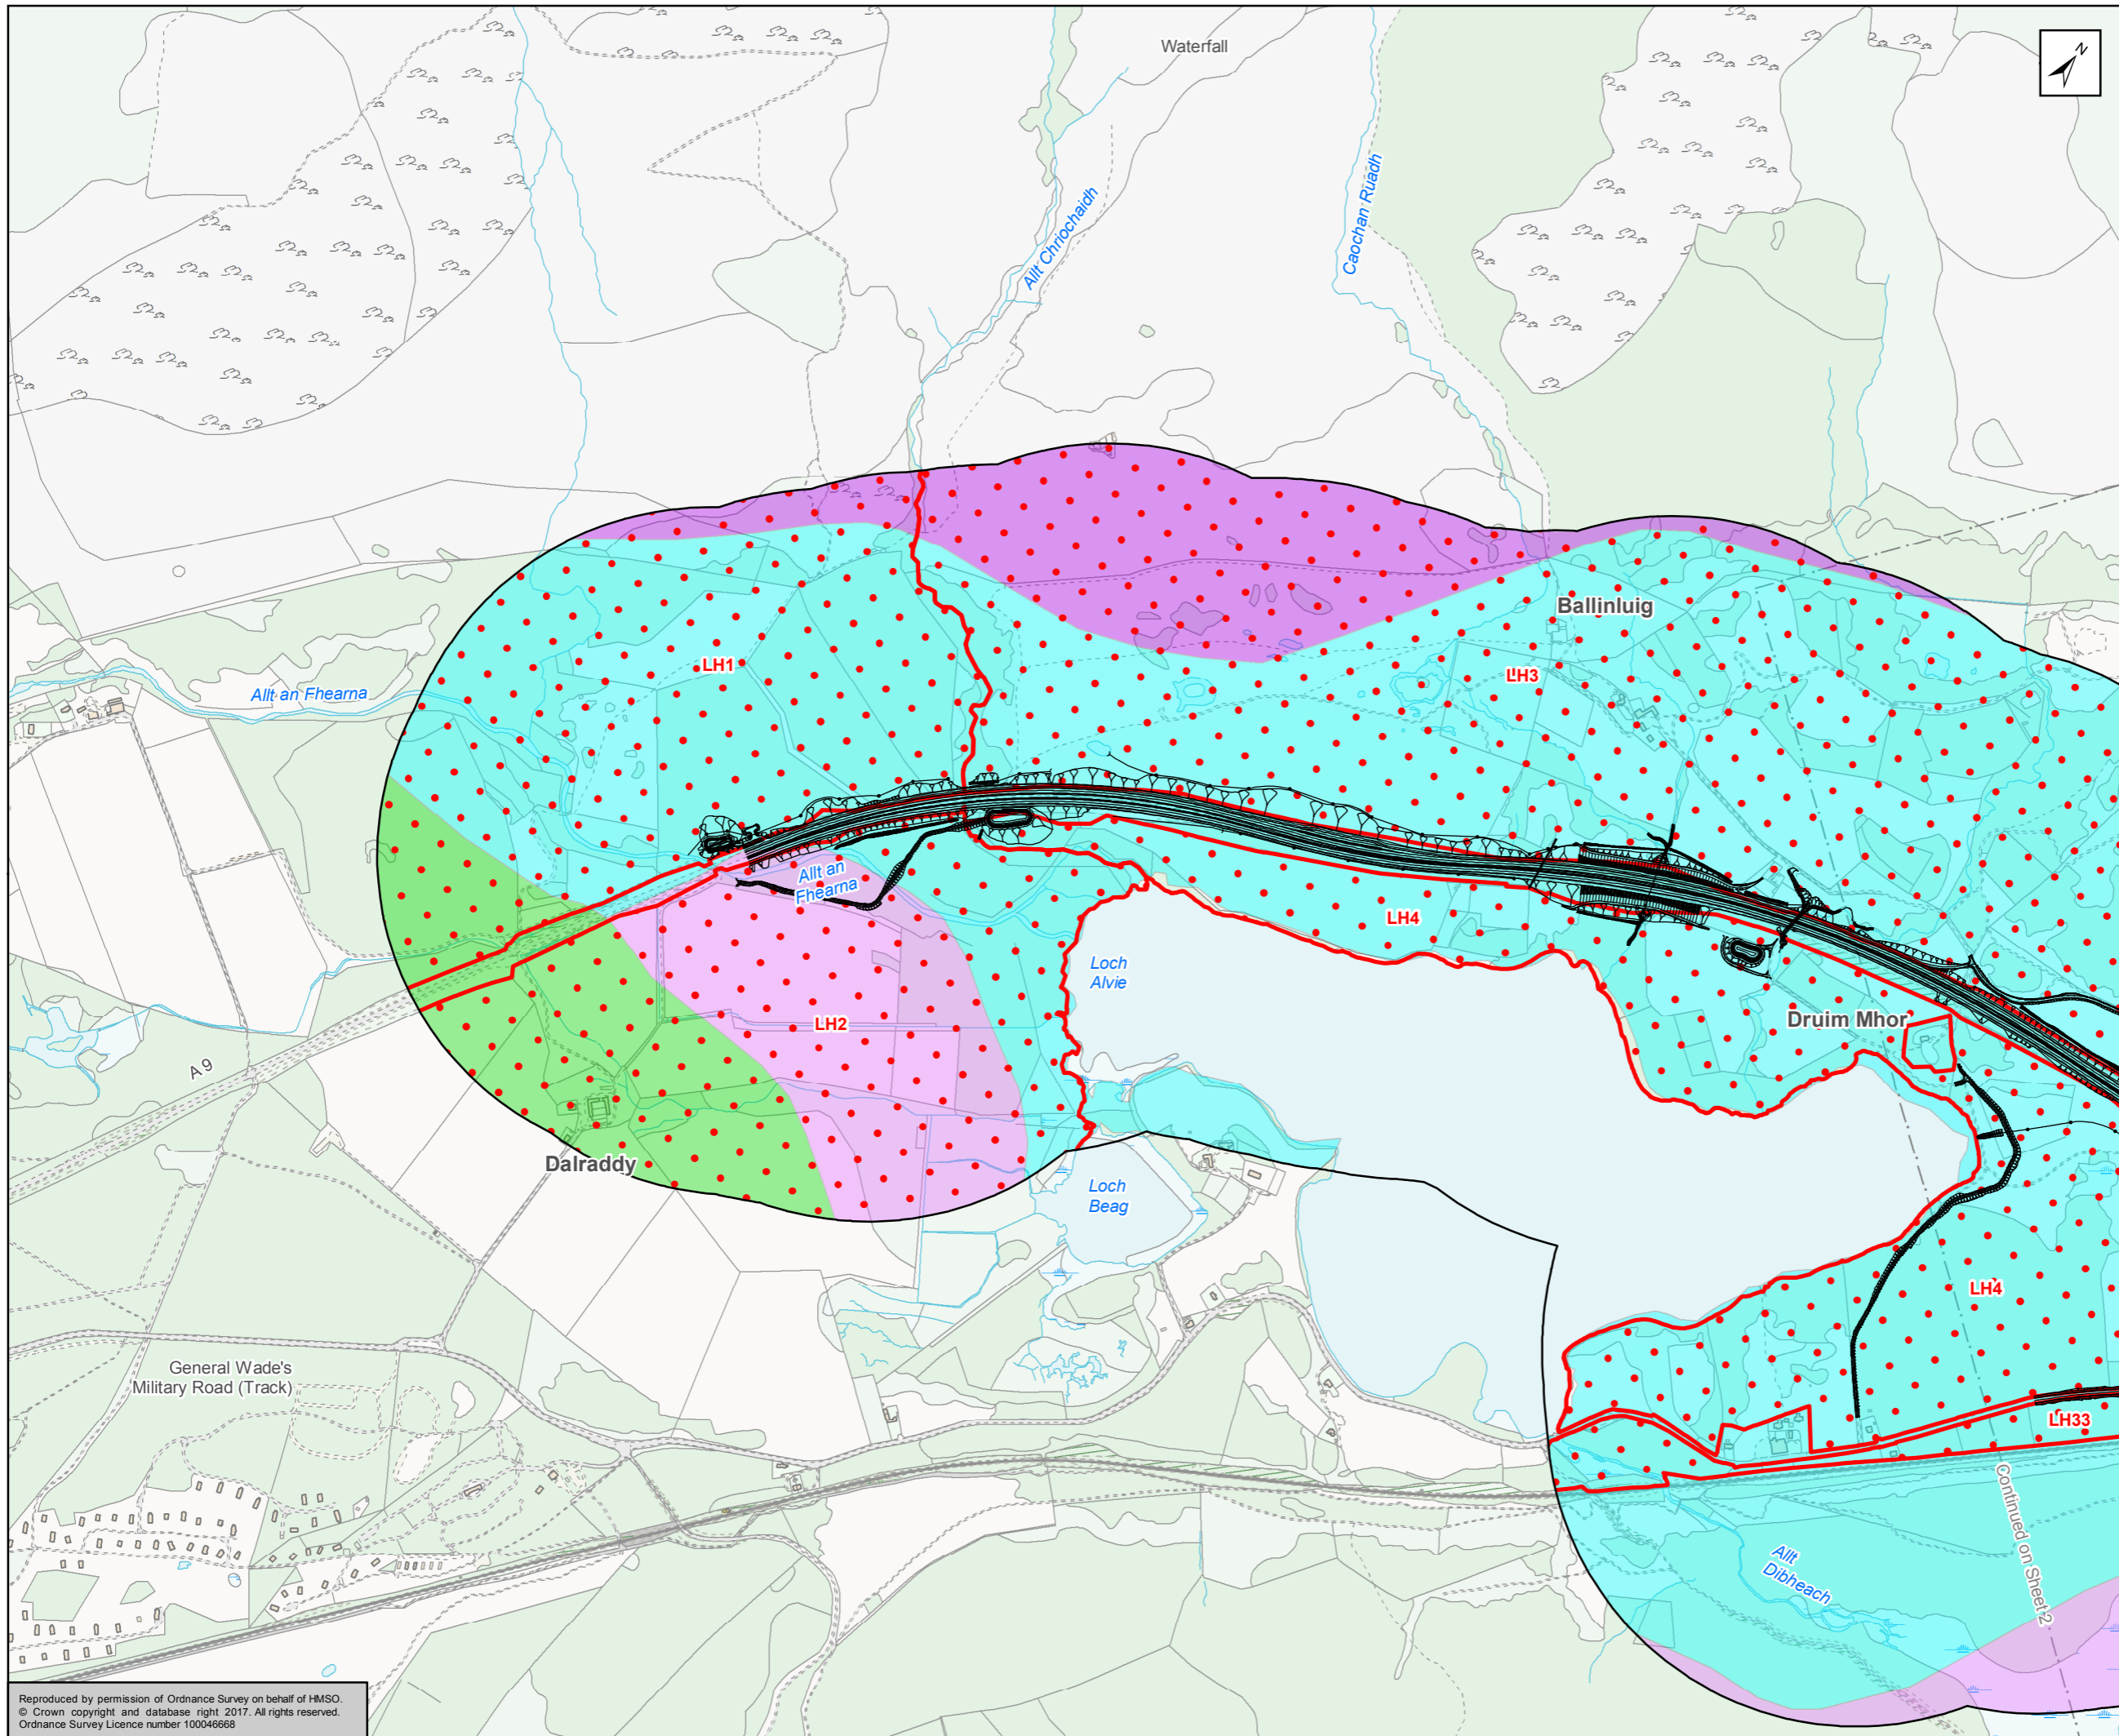 Waterfall
N
Allt Chriochaidh
Caochan Ruadh
Ballinluig
LH1
LH3
Allt an Fhearna
Allt an
Fhearna
LH4
Loch
Alvie
LH2
Druim Mhor
A 9
Dalraddy
Loch
Beag
LH4
General Wade's
Military Road (Track)
LH33
Continued on Sheet 2
Allt
Dibheach
Reproduced by permission of Ordnance Survey on behalf of HMSO.
© Crown copyright and database right 2017. All rights reserved.
Ordnance Survey Licence number 100046668